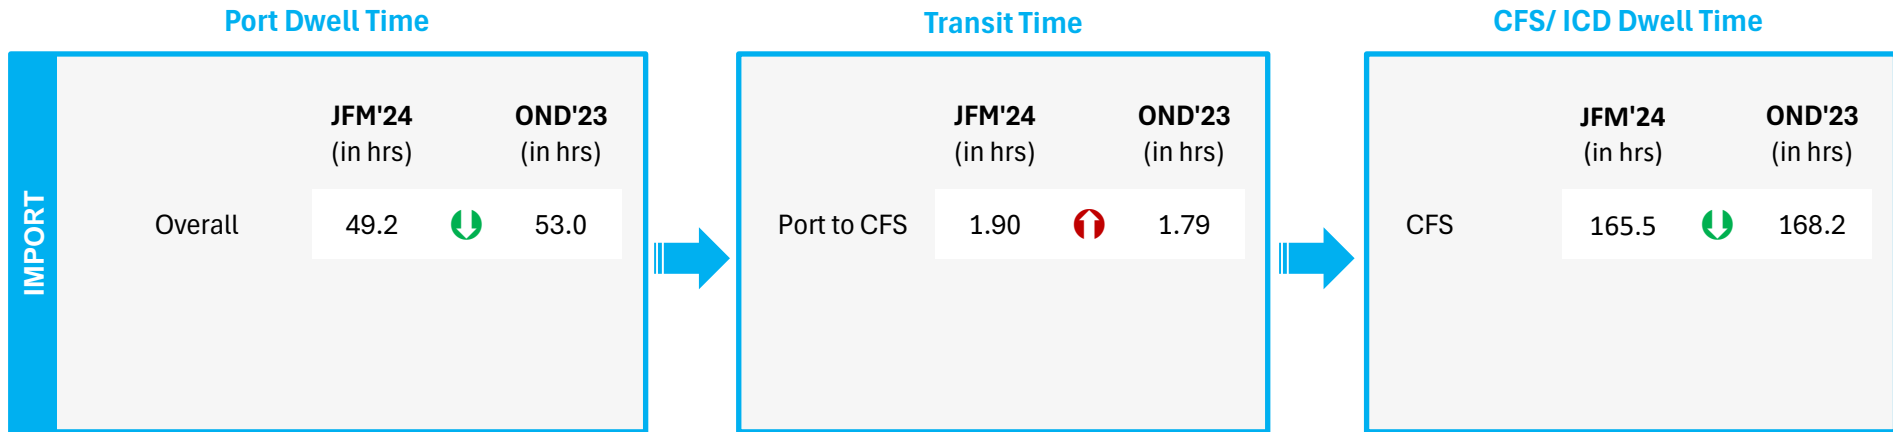 Port Dwell Time
Transit Time
CFS/ ICD Dwell Time
IMPORT
JFM'24 OND'23
(in hrs) (in hrs)
Overall 49.2 53.0
JFM'24 OND'23
(in hrs) (in hrs)
Port to CFS 1.90 1.79
JFM'24 OND'23
(in hrs) (in hrs)
CFS 165.5 168.2